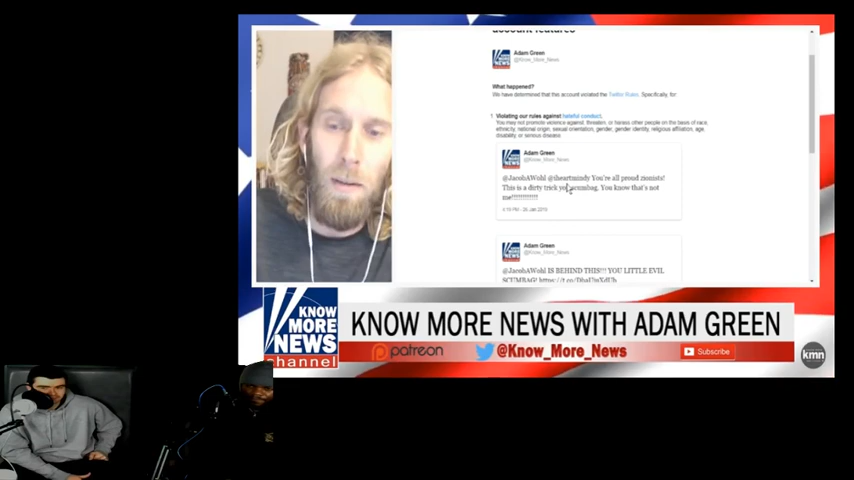 account features
Adam Green
@Know_More_News
What happened?
We have determined that this account violated the Twitter Rules. Specifically, for:
1. Violating our rules against hateful conduct.
You may not promote violence against, threaten, or harass other people on the basis of race,
ethnicity, national origin, sexual orientation, gender, gender identity, religious affiliation, age,
disability or serious disease
Adam Green
@Know_More_News
@JacobAWohl @iheartmindy You're all proud zionists!
This is a dirty trick you scumbag. You know that's not
Adam Green
@Know_More_News
@JacobAWohl IS BEHIND THIS!!! YOU LITTLE EVIL
SCUMBAG!
KNOW
MORE
NEWS
channel
KNOW MORE NEWS WITH ADAM GREEN
patreon
@Know_More_News
Subscribe
kmn